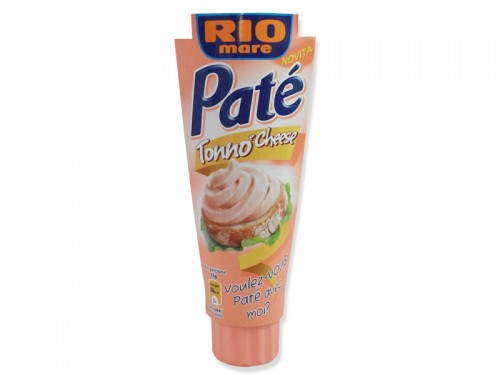 RIO
mare
NOVITÀ
Paté
Tonno e Cheese
Voulez-vous
Paté avec
moi?